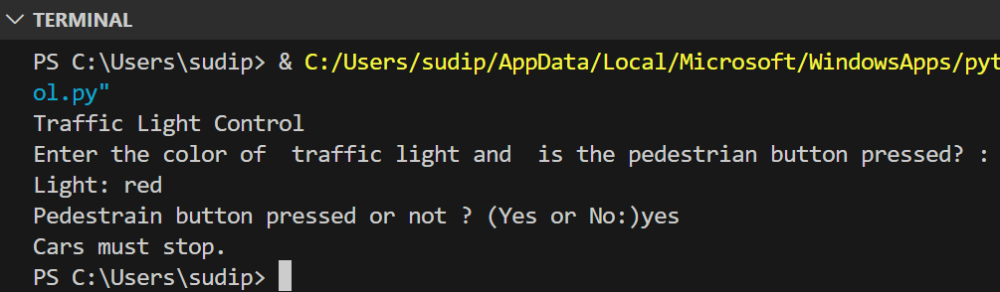 TERMINAL
PS C:\Users\sudip> & C:/Users/sudip/AppData/Local/Microsoft/WindowsApps/pyt
ol.py"
Traffic Light Control
Enter the color of  traffic light and  is the pedestrian button pressed? :
Light: red
Pedestrain button pressed or not ? (Yes or No:)yes
Cars must stop.
PS C:\Users\sudip>